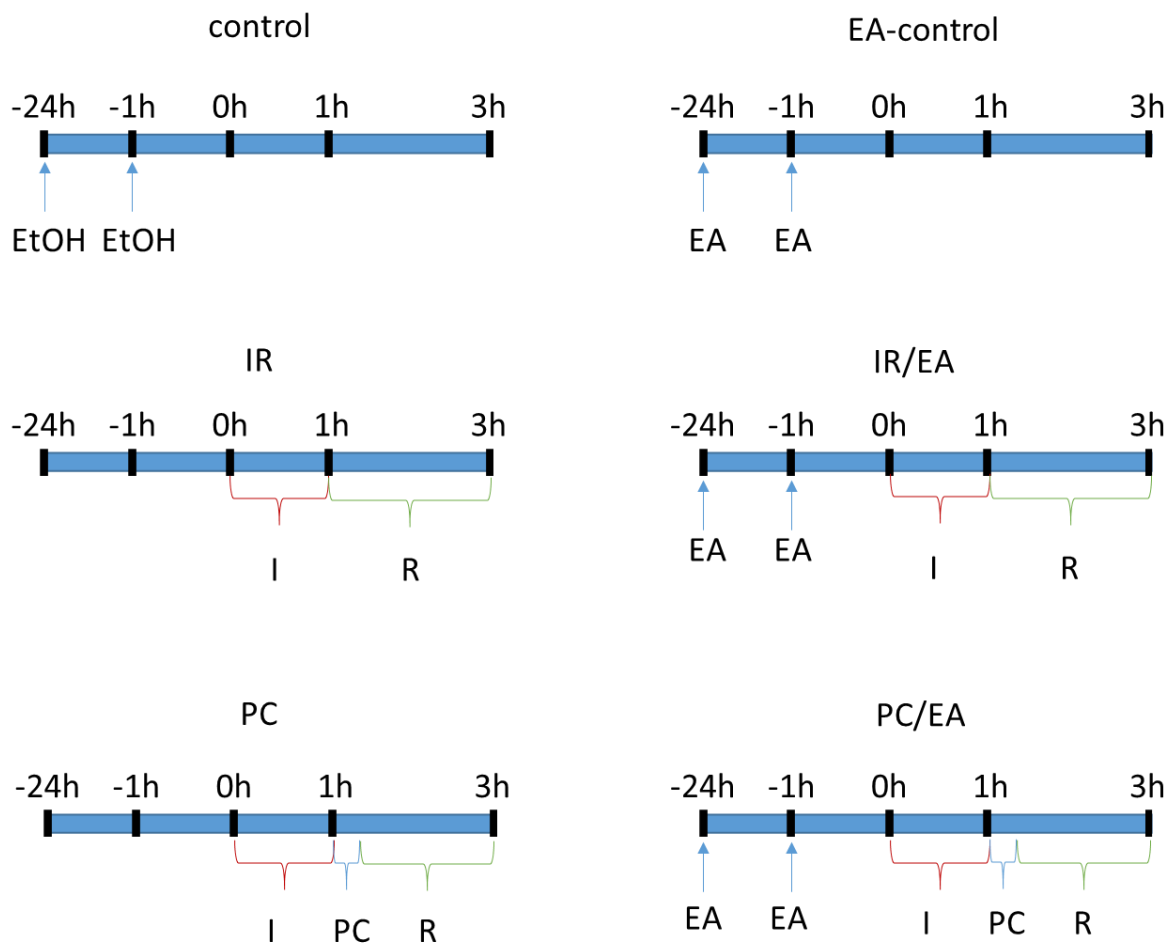 control
-24h -1h 0h 1h 3h
EtOH EtOH
EA-control
-24h -1h 0h 1h 3h
EA EA
IR
-24h -1h 0h 1h 3h
I R
IR/EA
-24h -1h 0h 1h 3h
EA EA
I R
PC
-24h -1h 0h 1h 3h
I PC R
PC/EA
-24h -1h 0h 1h 3h
EA EA I PC R